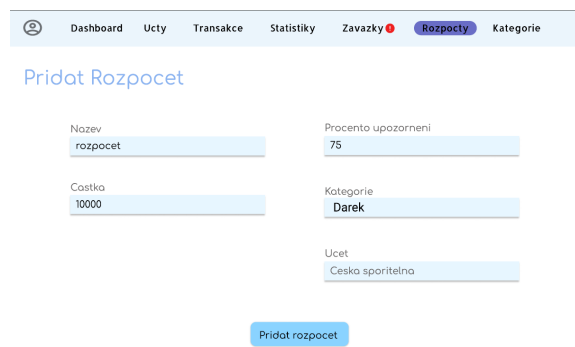 Dashboard Ucty Transakce Statistiky Zavazky ! Rozpocty Kategorie
Pridat Rozpocet
Nazev
rozpocet
Castka
10000
Procento upozorneni
75
Kategorie
Darek
Ucet
Ceska sporitelna
Pridat rozpocet